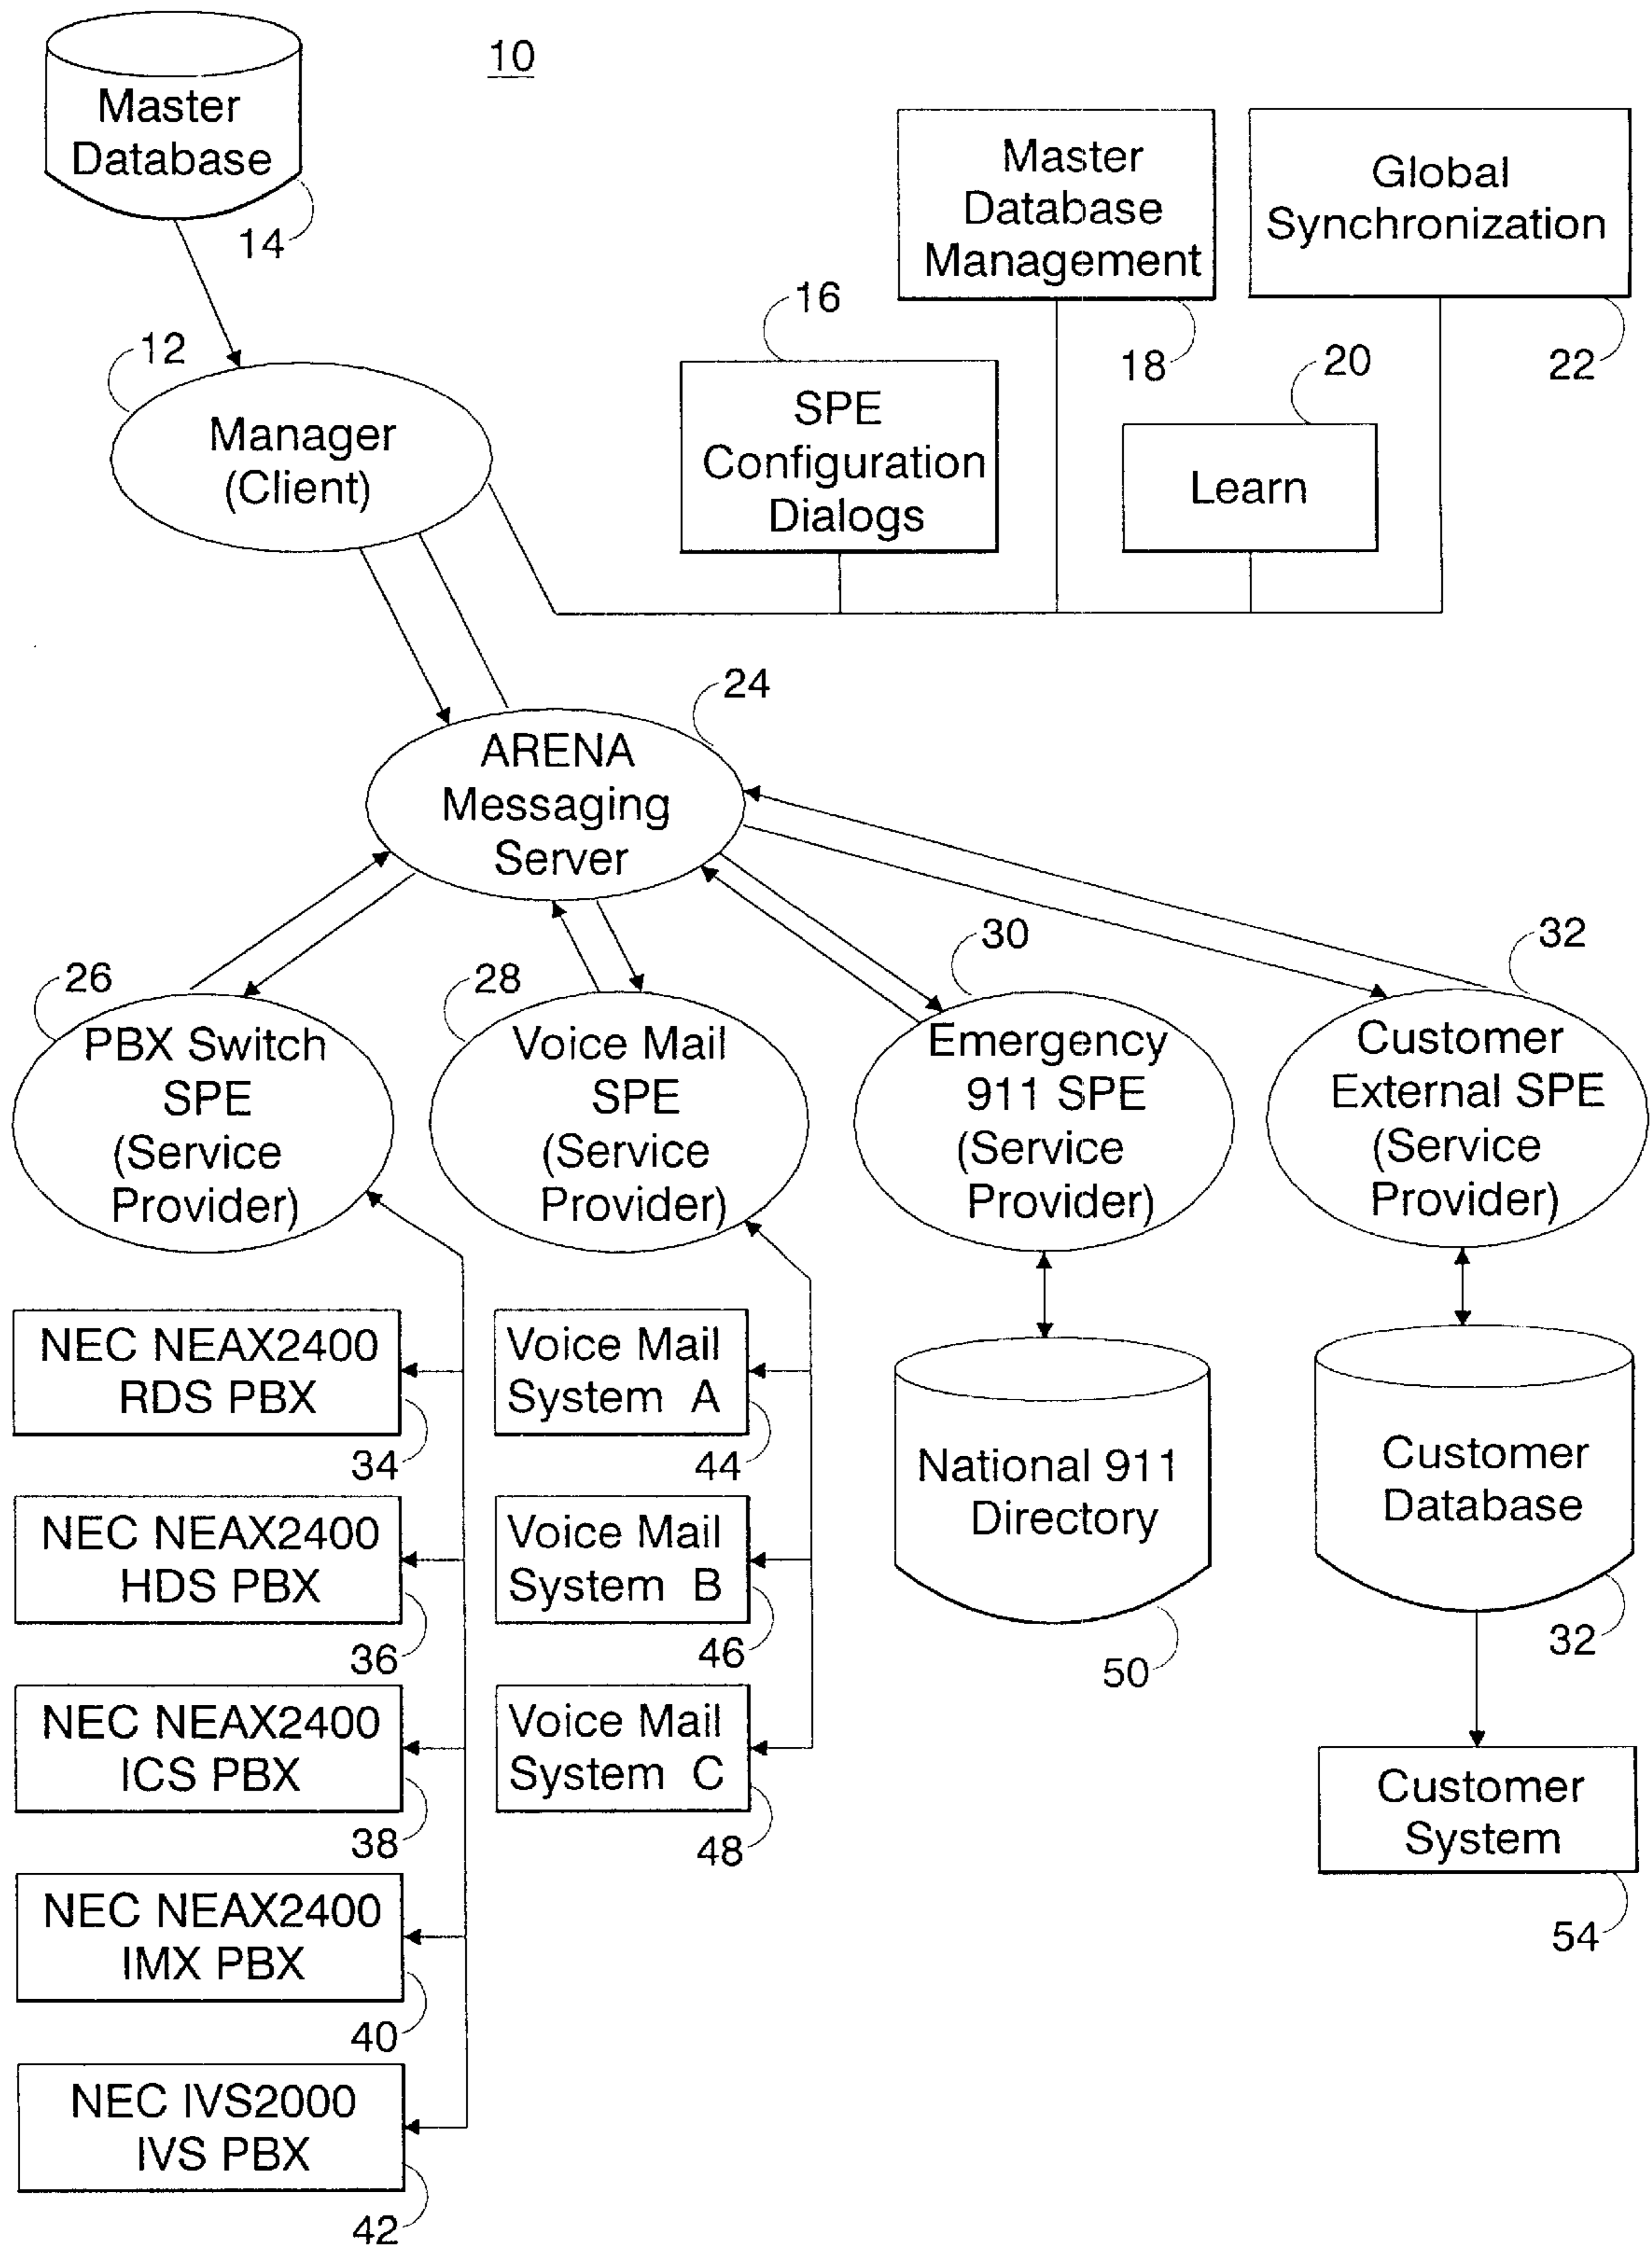 10
Master
Database
14
Master
Database
Management
18
Global
Synchronization
22
16
SPE
Configuration
Dialogs
20
Learn
12
Manager
(Client)
24
ARENA
Messaging
Server
26
PBX Switch
SPE
(Service
Provider)
28
Voice Mail
SPE
(Service
Provider)
30
Emergency
911 SPE
(Service
Provider)
32
Customer
External SPE
(Service
Provider)
NEC NEAX2400
RDS PBX
34
NEC NEAX2400
HDS PBX
36
NEC NEAX2400
ICS PBX
38
NEC NEAX2400
IMX PBX
40
NEC IVS2000
IVS PBX
42
Voice Mail
System A
44
Voice Mail
System B
46
Voice Mail
System C
48
National 911
Directory
50
Customer
Database
32
Customer
System
54